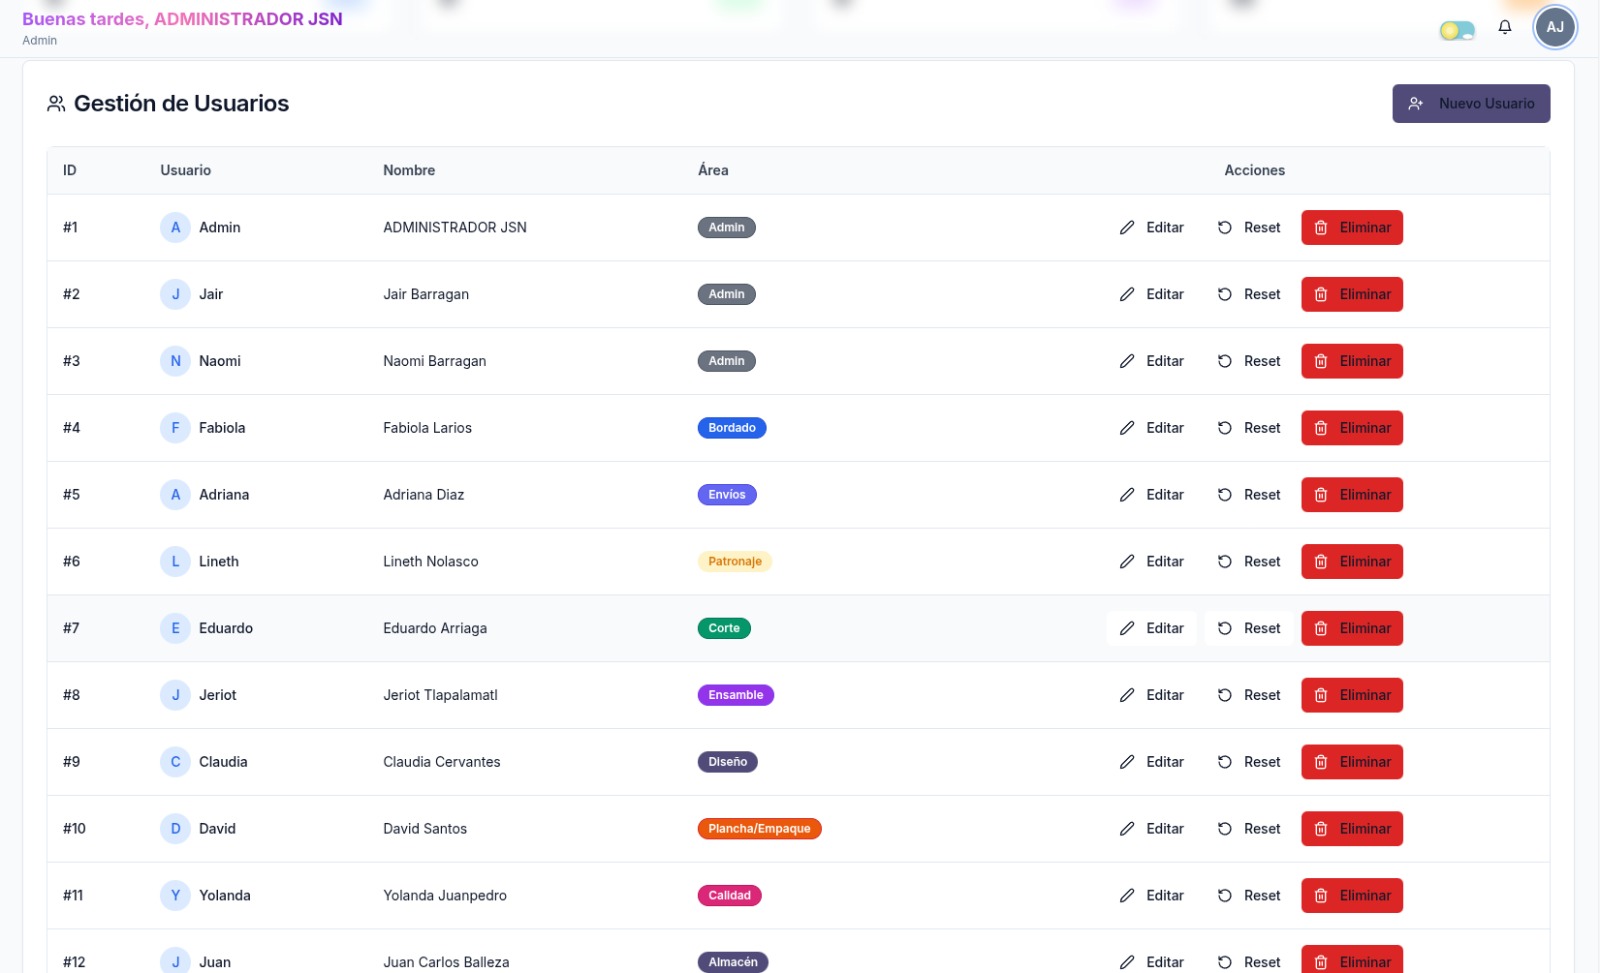 Buenas tardes, ADMINISTRADOR JSN
Admin
AJ
Gestión de Usuarios
Nuevo Usuario
ID Usuario Nombre Área Acciones
#1 A Admin ADMINISTRADOR JSN Admin Editar Reset Eliminar
#2 J Jair Jair Barragan Admin Editar Reset Eliminar
#3 N Naomi Naomi Barragan Admin Editar Reset Eliminar
#4 F Fabiola Fabiola Larios Bordado Editar Reset Eliminar
#5 A Adriana Adriana Diaz Envíos Editar Reset Eliminar
#6 L Lineth Lineth Nolasco Patronaje Editar Reset Eliminar
#7 E Eduardo Eduardo Arriaga Corte Editar Reset Eliminar
#8 J Jeriot Jeriot Tlapalamatl Ensamble Editar Reset Eliminar
#9 C Claudia Claudia Cervantes Diseño Editar Reset Eliminar
#10 D David David Santos Plancha/Empaque Editar Reset Eliminar
#11 Y Yolanda Yolanda Juanpedro Calidad Editar Reset Eliminar
#12 J Juan Juan Carlos Balleza Almacén Editar Reset Eliminar